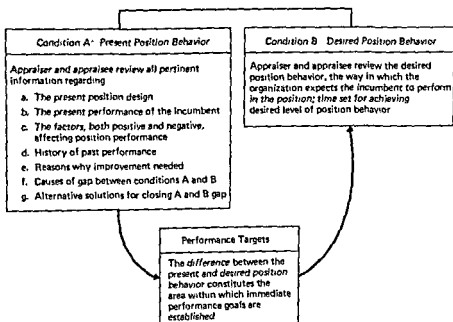 Condition A: Present Position Behavior
Appraiser and appraisee review all pertinent
information regarding
a. The present position design
b. The present performance of the incumbent
c. The factors, both positive and negative,
affecting position performance
d. History of past performance
e. Reasons why improvement needed
f. Causes of gap between conditions A and B
g. Alternative solutions for closing A and B gap
Condition B Desired Position Behavior
Appraiser and appraisee review the desired
position behavior, the way in which the
organization expects the incumbent to perform
in the position; time set for achieving
desired level of position behavior
Performance Targets
The difference between the
present and desired position
behavior constitutes the
area within which immediate
performance goals are
established